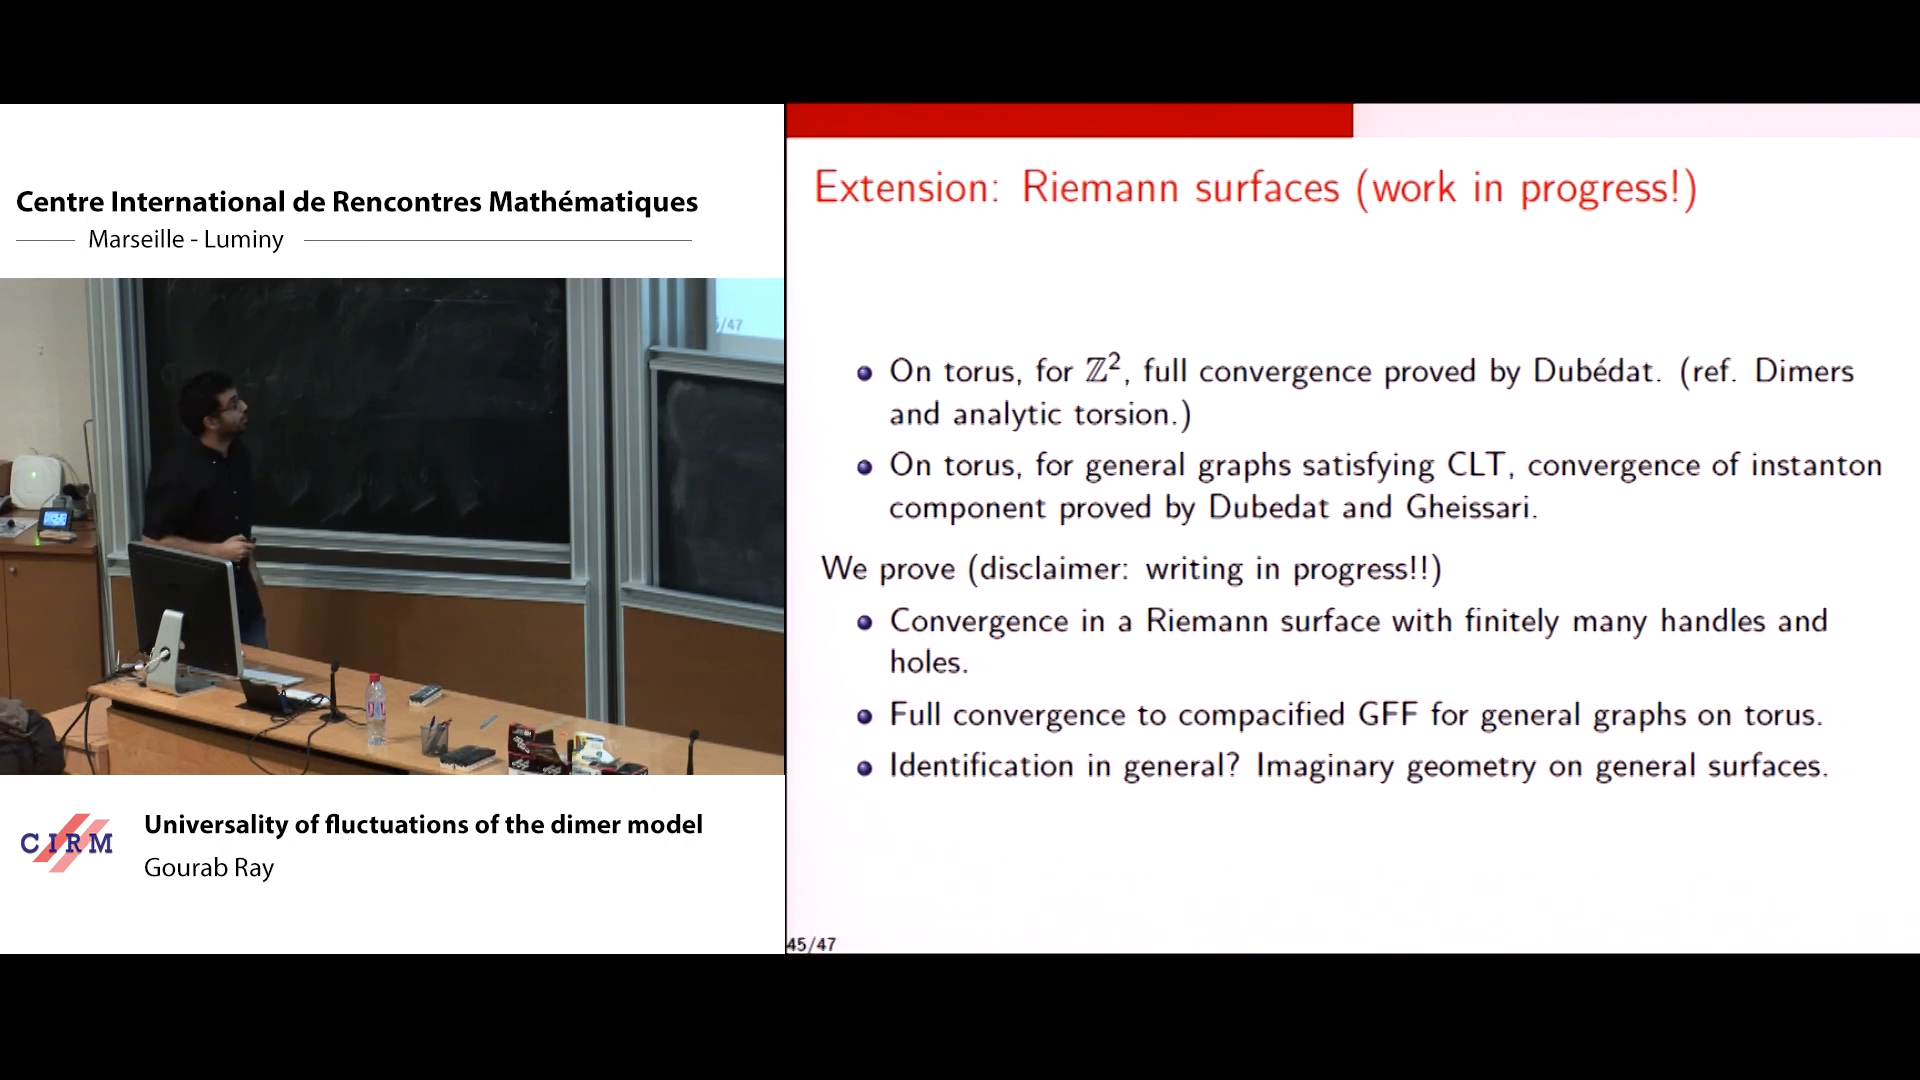 Centre International de Rencontres Mathématiques
Marseille - Luminy
5/47
CIRM
Universality of fluctuations of the dimer model
Gourab Ray
Extension: Riemann surfaces (work in progress!)
On torus, for ℤ², full convergence proved by Dubédat. (ref. Dimers
and analytic torsion.)
On torus, for general graphs satisfying CLT, convergence of instanton
component proved by Dubedat and Gheissari.
We prove (disclaimer: writing in progress!!)
Convergence in a Riemann surface with finitely many handles and
holes.
Full convergence to compacified GFF for general graphs on torus.
Identification in general? Imaginary geometry on general surfaces.
45/47